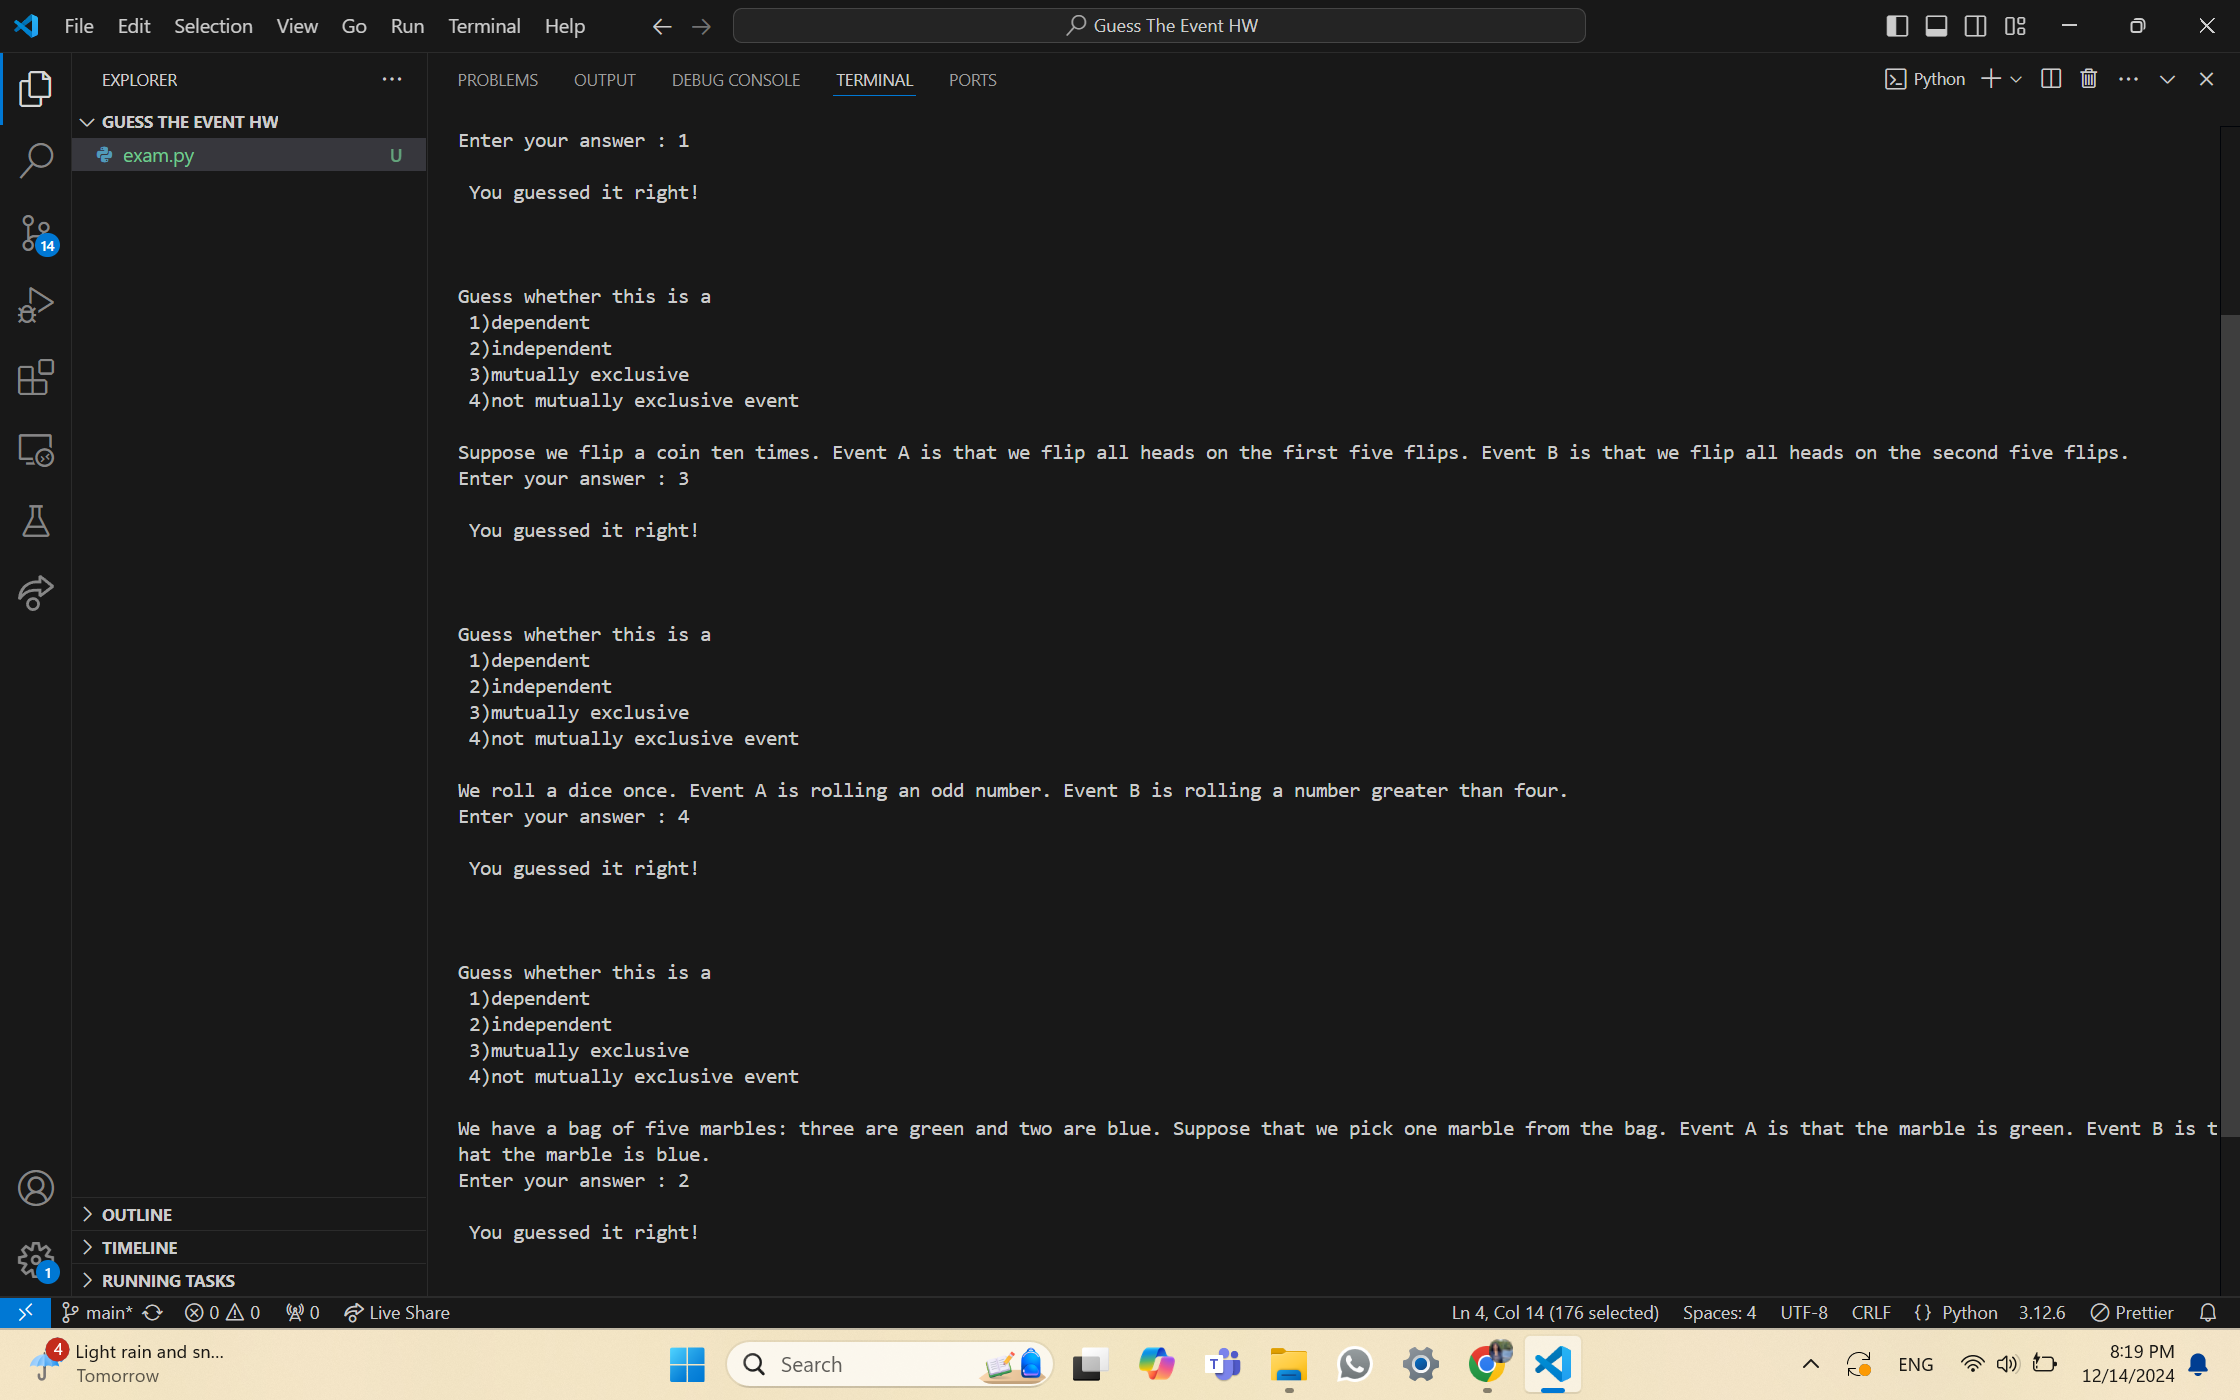 File Edit Selection View Go Run Terminal Help
Guess The Event HW
EXPLORER
GUESS THE EVENT HW
exam.py U
14
PROBLEMS OUTPUT DEBUG CONSOLE TERMINAL PORTS
Python
Enter your answer : 1
You guessed it right!
Guess whether this is a
1)dependent
2)independent
3)mutually exclusive
4)not mutually exclusive event
Suppose we flip a coin ten times. Event A is that we flip all heads on the first five flips. Event B is that we flip all heads on the second five flips.
Enter your answer : 3
You guessed it right!
Guess whether this is a
1)dependent
2)independent
3)mutually exclusive
4)not mutually exclusive event
We roll a dice once. Event A is rolling an odd number. Event B is rolling a number greater than four.
Enter your answer : 4
You guessed it right!
Guess whether this is a
1)dependent
2)independent
3)mutually exclusive
4)not mutually exclusive event
We have a bag of five marbles: three are green and two are blue. Suppose that we pick one marble from the bag. Event A is that the marble is green. Event B is t
hat the marble is blue.
Enter your answer : 2
You guessed it right!
OUTLINE
TIMELINE
RUNNING TASKS
1
main* 0 0 0 Live Share
Ln 4, Col 14 (176 selected) Spaces: 4 UTF-8 CRLF {} Python 3.12.6 Prettier
4
Light rain and sn...
Tomorrow
Search
T
ENG
8:19 PM
12/14/2024